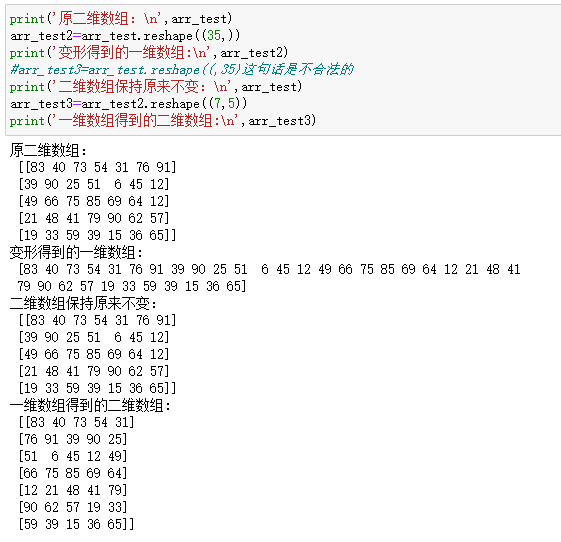 print('原二维数组: \n',arr_test)
arr_test2=arr_test.reshape((35,))
print('变形得到的一维数组:\n',arr_test2)
#arr_test3=arr_test.reshape((,35)这句话是不合法的
print('二维数组保持原来不变: \n',arr_test)
arr_test3=arr_test2.reshape((7,5))
print('一维数组得到的二维数组:\n',arr_test3)
原二维数组:
[[83 40 73 54 31 76 91]
[39 90 25 51  6 45 12]
[49 66 75 85 69 64 12]
[21 48 41 79 90 62 57]
[19 33 59 39 15 36 65]]
变形得到的一维数组:
[83 40 73 54 31 76 91 39 90 25 51  6 45 12 49 66 75 85 69 64 12 21 48 41
79 90 62 57 19 33 59 39 15 36 65]
二维数组保持原来不变:
[[83 40 73 54 31 76 91]
[39 90 25 51  6 45 12]
[49 66 75 85 69 64 12]
[21 48 41 79 90 62 57]
[19 33 59 39 15 36 65]]
一维数组得到的二维数组:
[[83 40 73 54 31]
[76 91 39 90 25]
[51  6 45 12 49]
[66 75 85 69 64]
[12 21 48 41 79]
[90 62 57 19 33]
[59 39 15 36 65]]